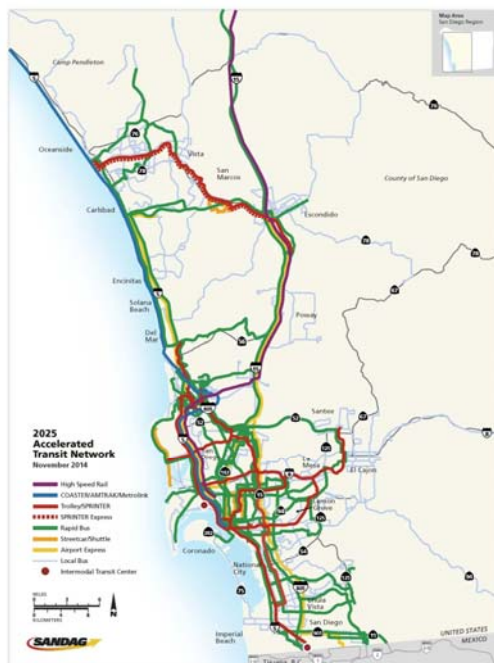 Map Area
San Diego Region
Camp Pendleton
Oceanside
Vista
San
Marcos
County of San Diego
Carlsbad
Escondido
Encinitas
Solana
Beach
Poway
Del
Mar
Santee
La
Mesa
El Cajon
Lemon
Grove
Coronado
National
City
Chula
Vista
San Diego
Imperial
Beach
UNITED STATES
MEXICO
2025
Accelerated
Transit Network
November 2014
High Speed Rail
COASTER/AMTRAK/Metrolink
Trolley/SPRINTER
SPRINTER Express
Rapid Bus
Streetcar/Shuttle
Airport Express
Local Bus
Intermodal Transit Center
MILES
KILOMETERS
N
SANDAG